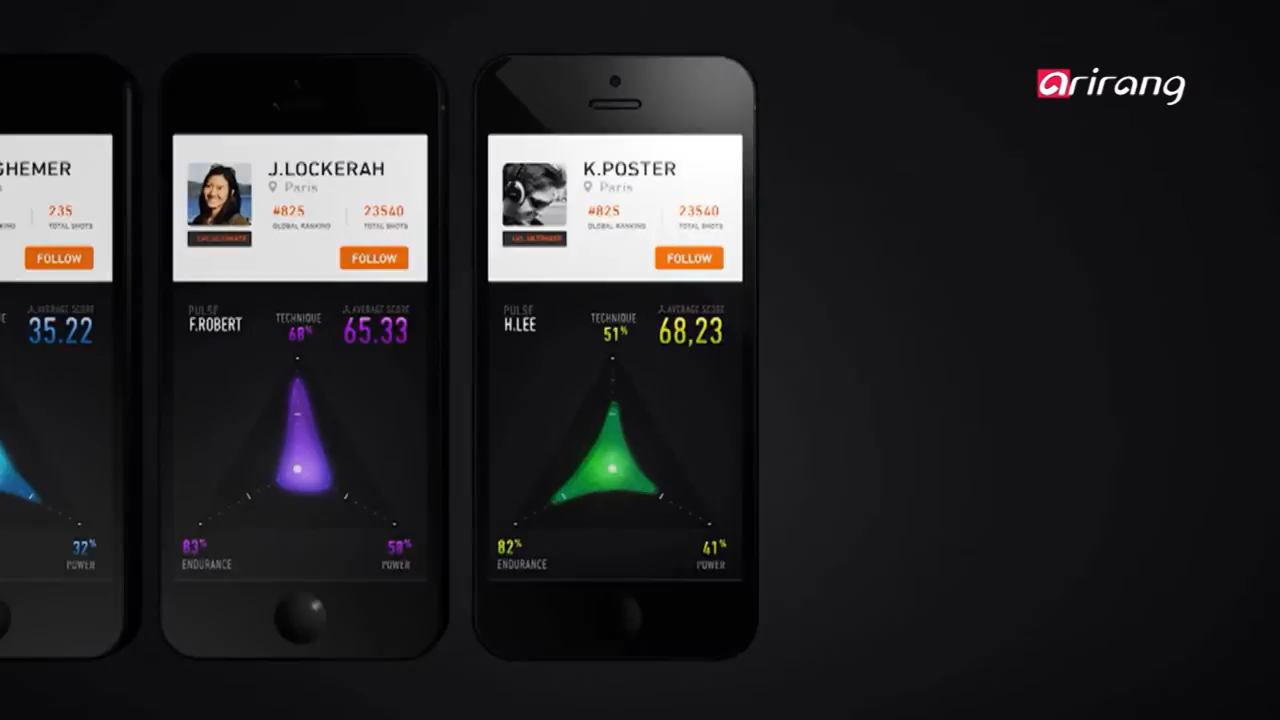 arirang
GHEMER
235
TOTAL SHOTS
FOLLOW
AVERAGE SCORE
35.22
32%
POWER
J.LOCKERAH
Paris
#825
23540
GLOBAL RANKING
TOTAL SHOTS
FOLLOW
PULSE
F.ROBERT
TECHNIQUE
68%
AVERAGE SCORE
65.33
83%
ENDURANCE
58%
POWER
K.POSTER
Paris
#825
23540
GLOBAL RANKING
TOTAL SHOTS
FOLLOW
PULSE
H.LEE
TECHNIQUE
51%
AVERAGE SCORE
68,23
82%
ENDURANCE
41%
POWER